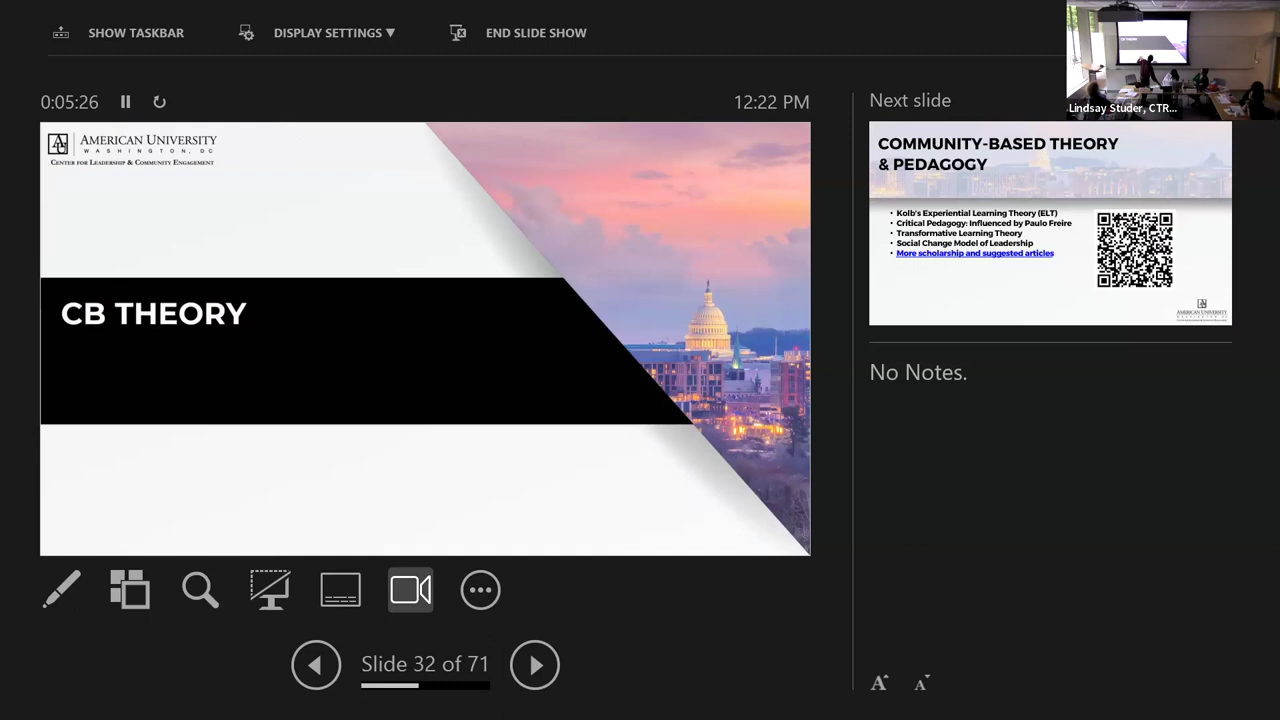 SHOW TASKBAR
DISPLAY SETTINGS ▼
END SLIDE SHOW
0:05:26
12:22 PM
AMERICAN UNIVERSITY
WASHINGTON, DC
CENTER FOR LEADERSHIP & COMMUNITY ENGAGEMENT
CB THEORY
Slide 32 of 71
Next slide
Lindsay Studer, CTR...
CB THEORY
COMMUNITY-BASED THEORY
& PEDAGOGY
• Kolb's Experiential Learning Theory (ELT)
• Critical Pedagogy: Influenced by Paulo Freire
• Transformative Learning Theory
• Social Change Model of Leadership
• More scholarship and suggested articles
AMERICAN UNIVERSITY
No Notes.
A
A